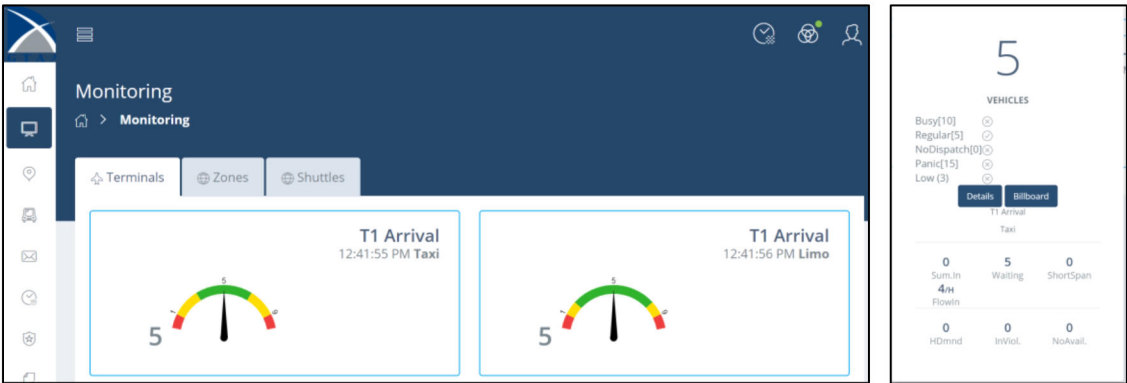 Monitoring
> Monitoring
Terminals
Zones
Shuttles
T1 Arrival
12:41:55 PM Taxi
5
5
T1 Arrival
12:41:56 PM Limo
5
5
5
VEHICLES
Busy[10]
Regular[5]
NoDispatch[0]
Panic[15]
Low (3)
Details Billboard
T1 Arrival
Taxi
0 5 0
Sum.In Waiting ShortSpan
4/H
FlowIn
0 0 0
HDmnd InViol. NoAvail.